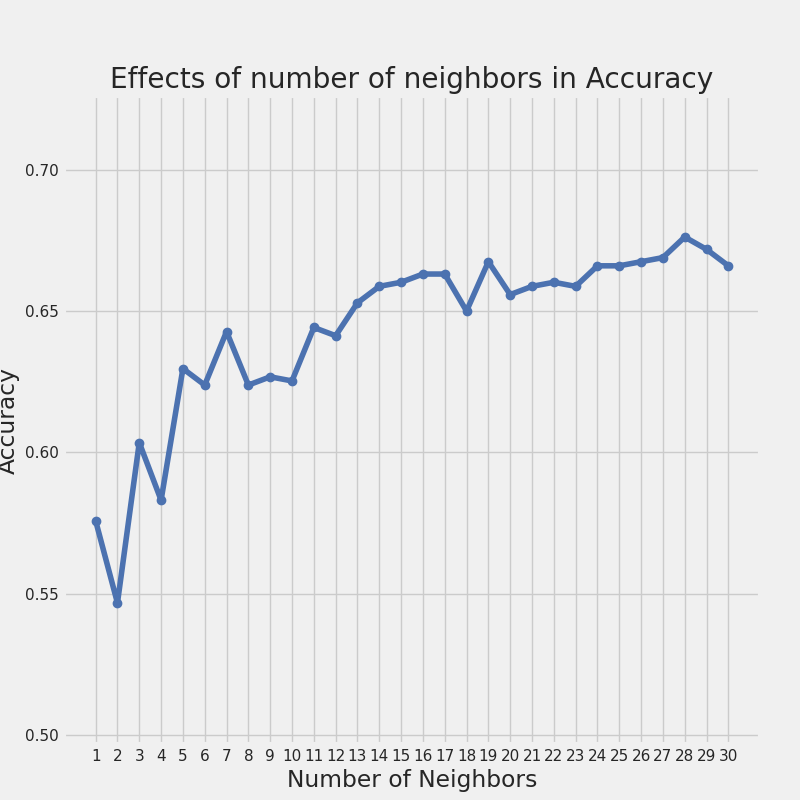 Effects of number of neighbors in Accuracy
0.70
0.65
0.60
0.55
0.50
Accuracy
1 2 3 4 5 6 7 8 9 10 11 12 13 14 15 16 17 18 19 20 21 22 23 24 25 26 27 28 29 30
Number of Neighbors